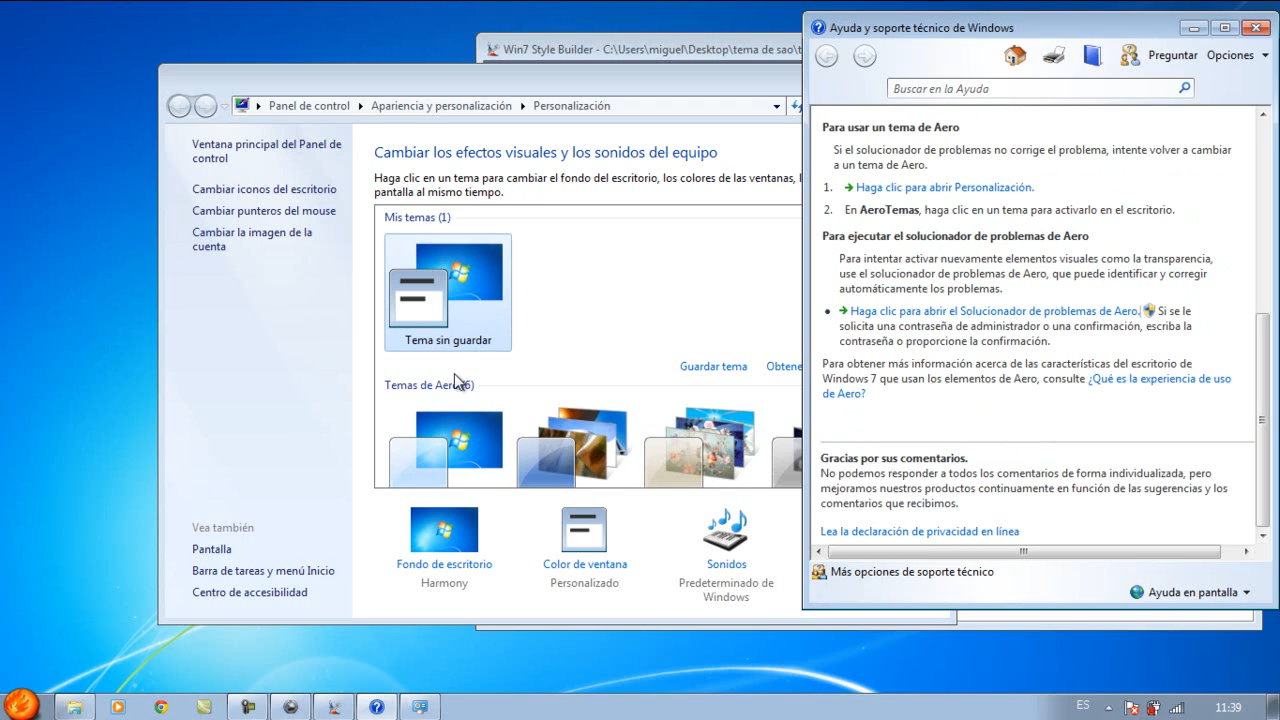 Win7 Style Builder - C:\Users\miguel\Desktop\tema de sao\t
Panel de control
Apariencia y personalización
Personalización
Ventana principal del Panel de
control
Cambiar iconos del escritorio
Cambiar punteros del mouse
Cambiar la imagen de la
cuenta
Vea también
Pantalla
Barra de tareas y menú Inicio
Centro de accesibilidad
Cambiar los efectos visuales y los sonidos del equipo
Haga clic en un tema para cambiar el fondo del escritorio, los colores de las ventanas, l
pantalla al mismo tiempo.
Mis temas (1)
Tema sin guardar
Guardar tema
Obtene
Temas de Aero (6)
Fondo de escritorio
Harmony
Color de ventana
Personalizado
Sonidos
Predeterminado de
Windows
Ayuda y soporte técnico de Windows
Preguntar
Opciones
Buscar en la Ayuda
Para usar un tema de Aero
Si el solucionador de problemas no corrige el problema, intente volver a cambiar
a un tema de Aero.
1. Haga clic para abrir Personalización.
2. En AeroTemas, haga clic en un tema para activarlo en el escritorio.
Para ejecutar el solucionador de problemas de Aero
Para intentar activar nuevamente elementos visuales como la transparencia,
use el solucionador de problemas de Aero, que puede identificar y corregir
automáticamente los problemas.
• Haga clic para abrir el Solucionador de problemas de Aero. Si se le
solicita una contraseña de administrador o una confirmación, escriba la
contraseña o proporcione la confirmación.
Para obtener más información acerca de las características del escritorio de
Windows 7 que usan los elementos de Aero, consulte ¿Qué es la experiencia de uso
de Aero?
Gracias por sus comentarios.
No podemos responder a todos los comentarios de forma individualizada, pero
mejoramos nuestros productos continuamente en función de las sugerencias y los
comentarios que recibimos.
Lea la declaración de privacidad en línea
Más opciones de soporte técnico
Ayuda en pantalla
ES
11:39